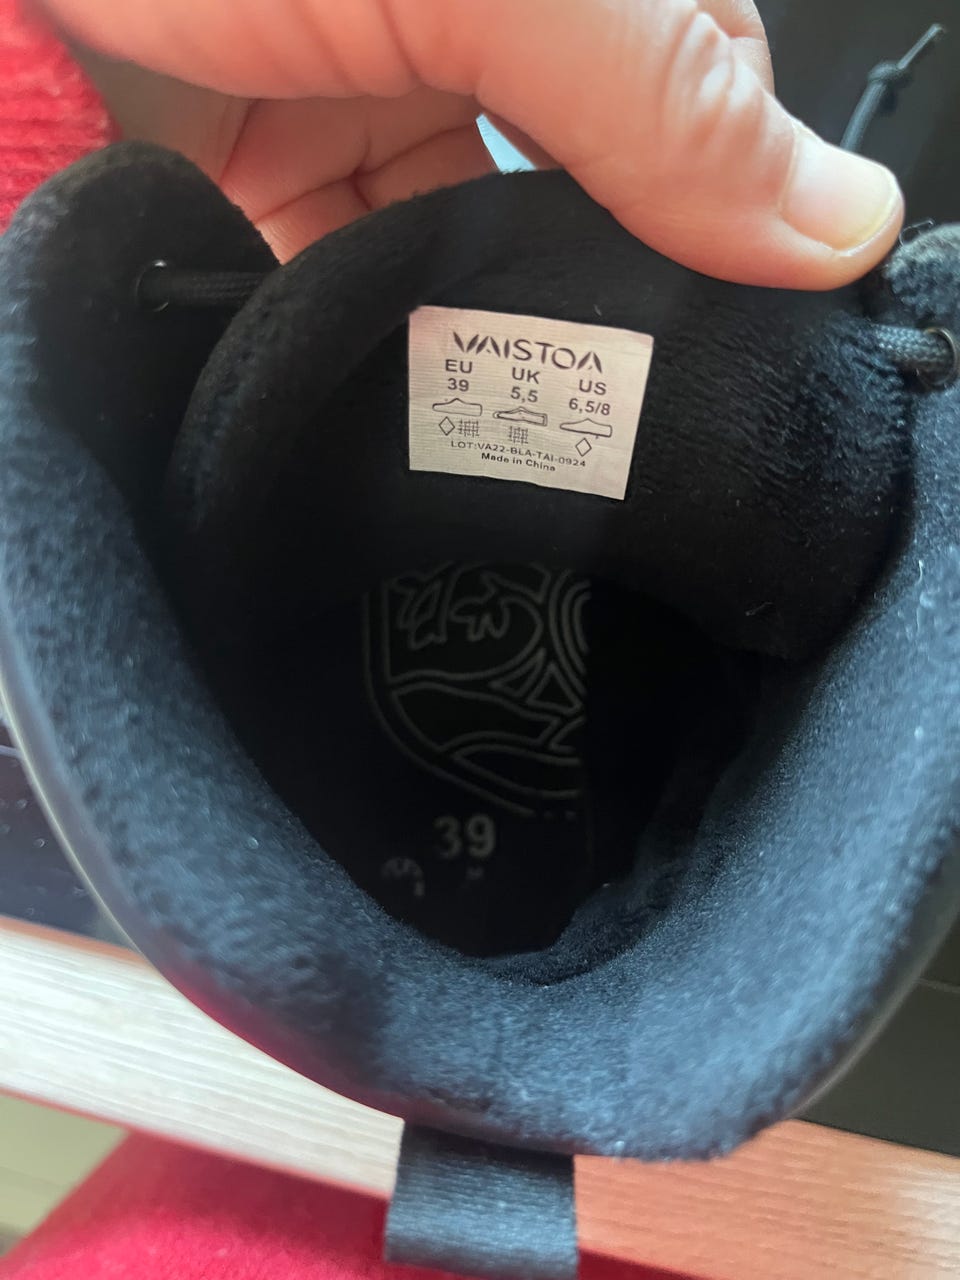 VAISTOA
EU UK US
39 5,5 6,5/8
LOT:VA22-BLA-TAI-0924
Made in China
39